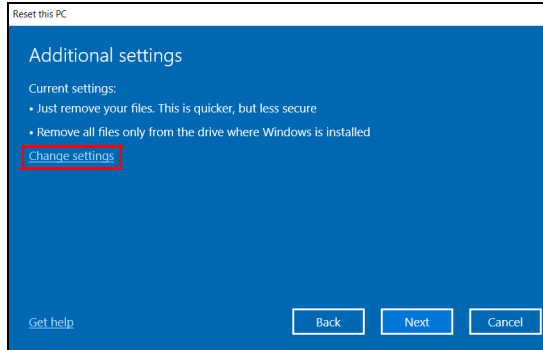 Reset this PC
Additional settings
Current settings:
• Just remove your files. This is quicker, but less secure
• Remove all files only from the drive where Windows is installed
Change settings
Get help
Back
Next
Cancel